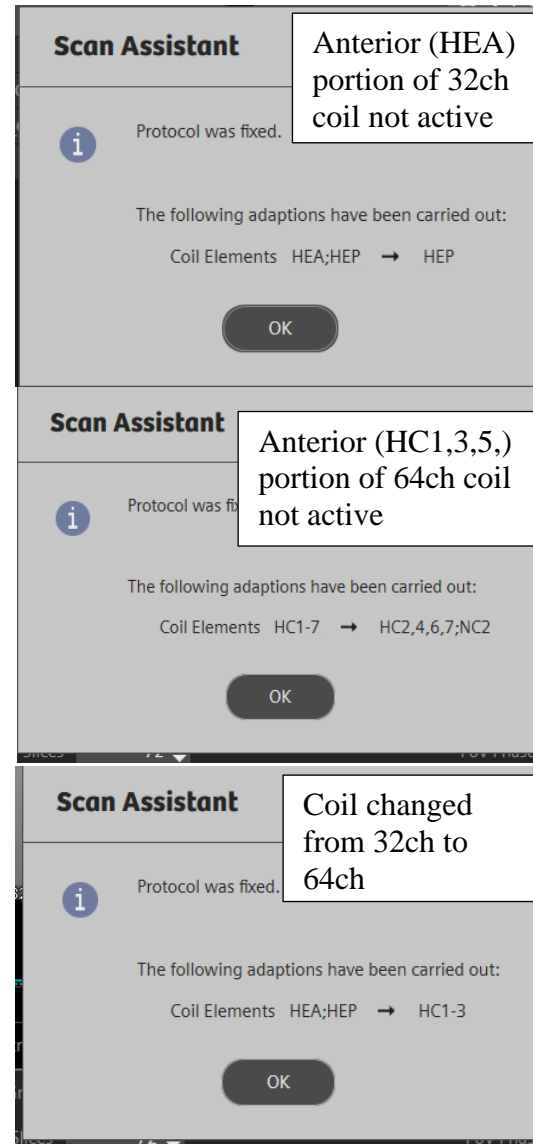 Scan Assistant
Anterior (HEA)
portion of 32ch
coil not active
Protocol was fixed.
The following adaptions have been carried out:
Coil Elements HEA;HEP → HEP
OK
Scan Assistant
Anterior (HC1,3,5,)
portion of 64ch coil
not active
Protocol was
The following adaptions have been carried out:
Coil Elements HC1-7 → HC2,4,6,7;NC2
OK
Scan Assistant
Coil changed
from 32ch to
64ch
Protocol was fixed.
The following adaptions have been carried out:
Coil Elements HEA;HEP → HC1-3
OK